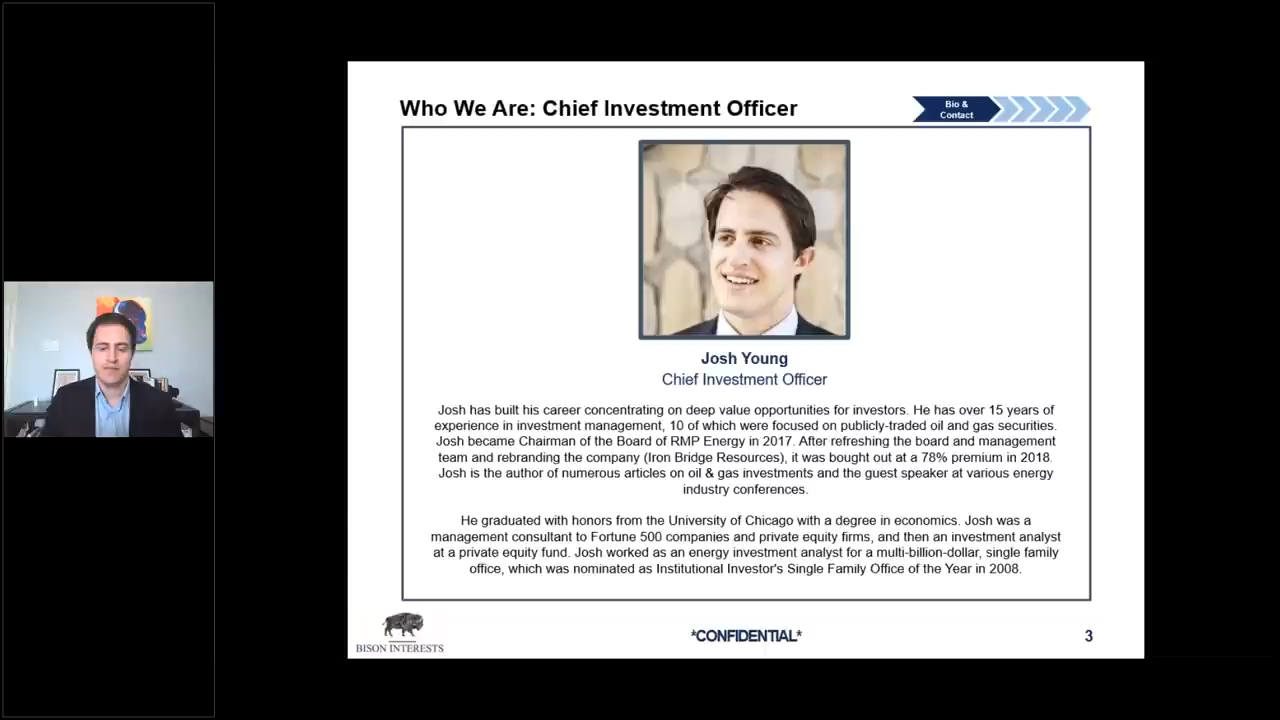 Who We Are: Chief Investment Officer
Bio &
Contact
Josh Young
Chief Investment Officer
Josh has built his career concentrating on deep value opportunities for investors. He has over 15 years of
experience in investment management, 10 of which were focused on publicly-traded oil and gas securities.
Josh became Chairman of the Board of RMP Energy in 2017. After refreshing the board and management
team and rebranding the company (Iron Bridge Resources), it was bought out at a 78% premium in 2018.
Josh is the author of numerous articles on oil & gas investments and the guest speaker at various energy
industry conferences.
He graduated with honors from the University of Chicago with a degree in economics. Josh was a
management consultant to Fortune 500 companies and private equity firms, and then an investment analyst
at a private equity fund. Josh worked as an energy investment analyst for a multi-billion-dollar, single family
office, which was nominated as Institutional Investor's Single Family Office of the Year in 2008.
BISON INTERESTS
*CONFIDENTIAL*
3